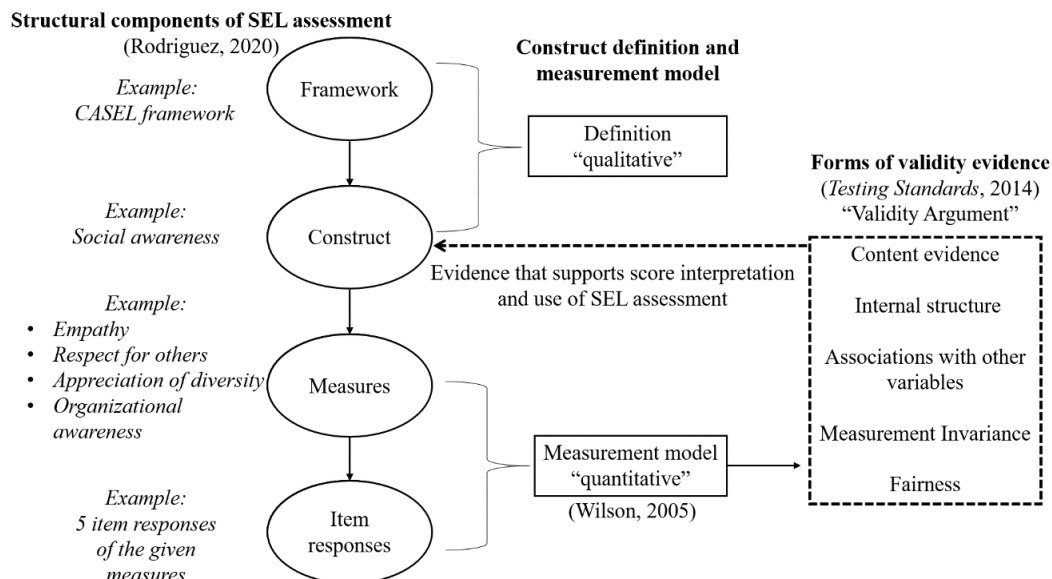 Structural components of SEL assessment
(Rodriguez, 2020)
Example:
CASEL framework
Framework
Construct definition and
measurement model
Definition
“qualitative”
Forms of validity evidence
(Testing Standards, 2014)
“Validity Argument”
Example:
Social awareness
Construct
Evidence that supports score interpretation
and use of SEL assessment
Content evidence
Internal structure
Associations with other
variables
Measurement Invariance
Fairness
Example:
• Empathy
• Respect for others
• Appreciation of diversity
• Organizational
awareness
Measures
Measurement model
“quantitative”
(Wilson, 2005)
Example:
5 item responses
of the given
measures
Item
responses